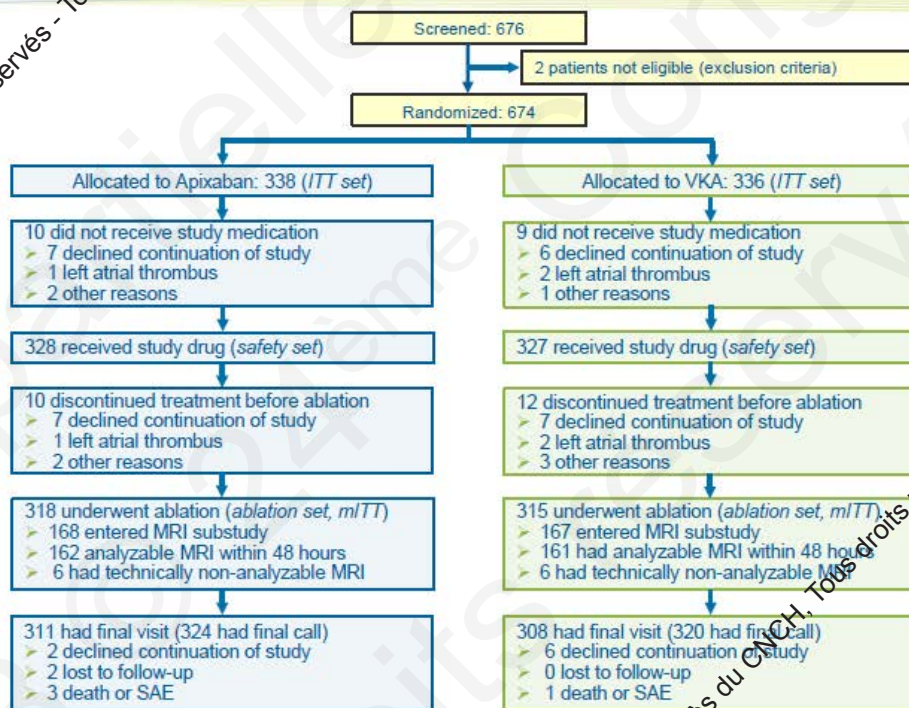 Screened: 676
2 patients not eligible (exclusion criteria)
Randomized: 674
Allocated to Apixaban: 338 (ITT set)
10 did not receive study medication
➤ 7 declined continuation of study
➤ 1 left atrial thrombus
➤ 2 other reasons
328 received study drug (safety set)
10 discontinued treatment before ablation
➤ 7 declined continuation of study
➤ 1 left atrial thrombus
➤ 2 other reasons
318 underwent ablation (ablation set, mITT)
➤ 168 entered MRI substudy
➤ 162 analyzable MRI within 48 hours
➤ 6 had technically non-analyzable MRI
311 had final visit (324 had final call)
➤ 2 declined continuation of study
➤ 2 lost to follow-up
➤ 3 death or SAE
Allocated to VKA: 336 (ITT set)
9 did not receive study medication
➤ 6 declined continuation of study
➤ 2 left atrial thrombus
➤ 1 other reasons
327 received study drug (safety set)
12 discontinued treatment before ablation
➤ 7 declined continuation of study
➤ 2 left atrial thrombus
➤ 3 other reasons
315 underwent ablation (ablation set, mITT)
➤ 167 entered MRI substudy
➤ 161 had analyzable MRI within 48 hours
➤ 6 had technically non-analyzable MRI
308 had final visit (320 had final call)
➤ 6 declined continuation of study
➤ 0 lost to follow-up
➤ 1 death or SAE
du CNCH, Tous droits
24ème